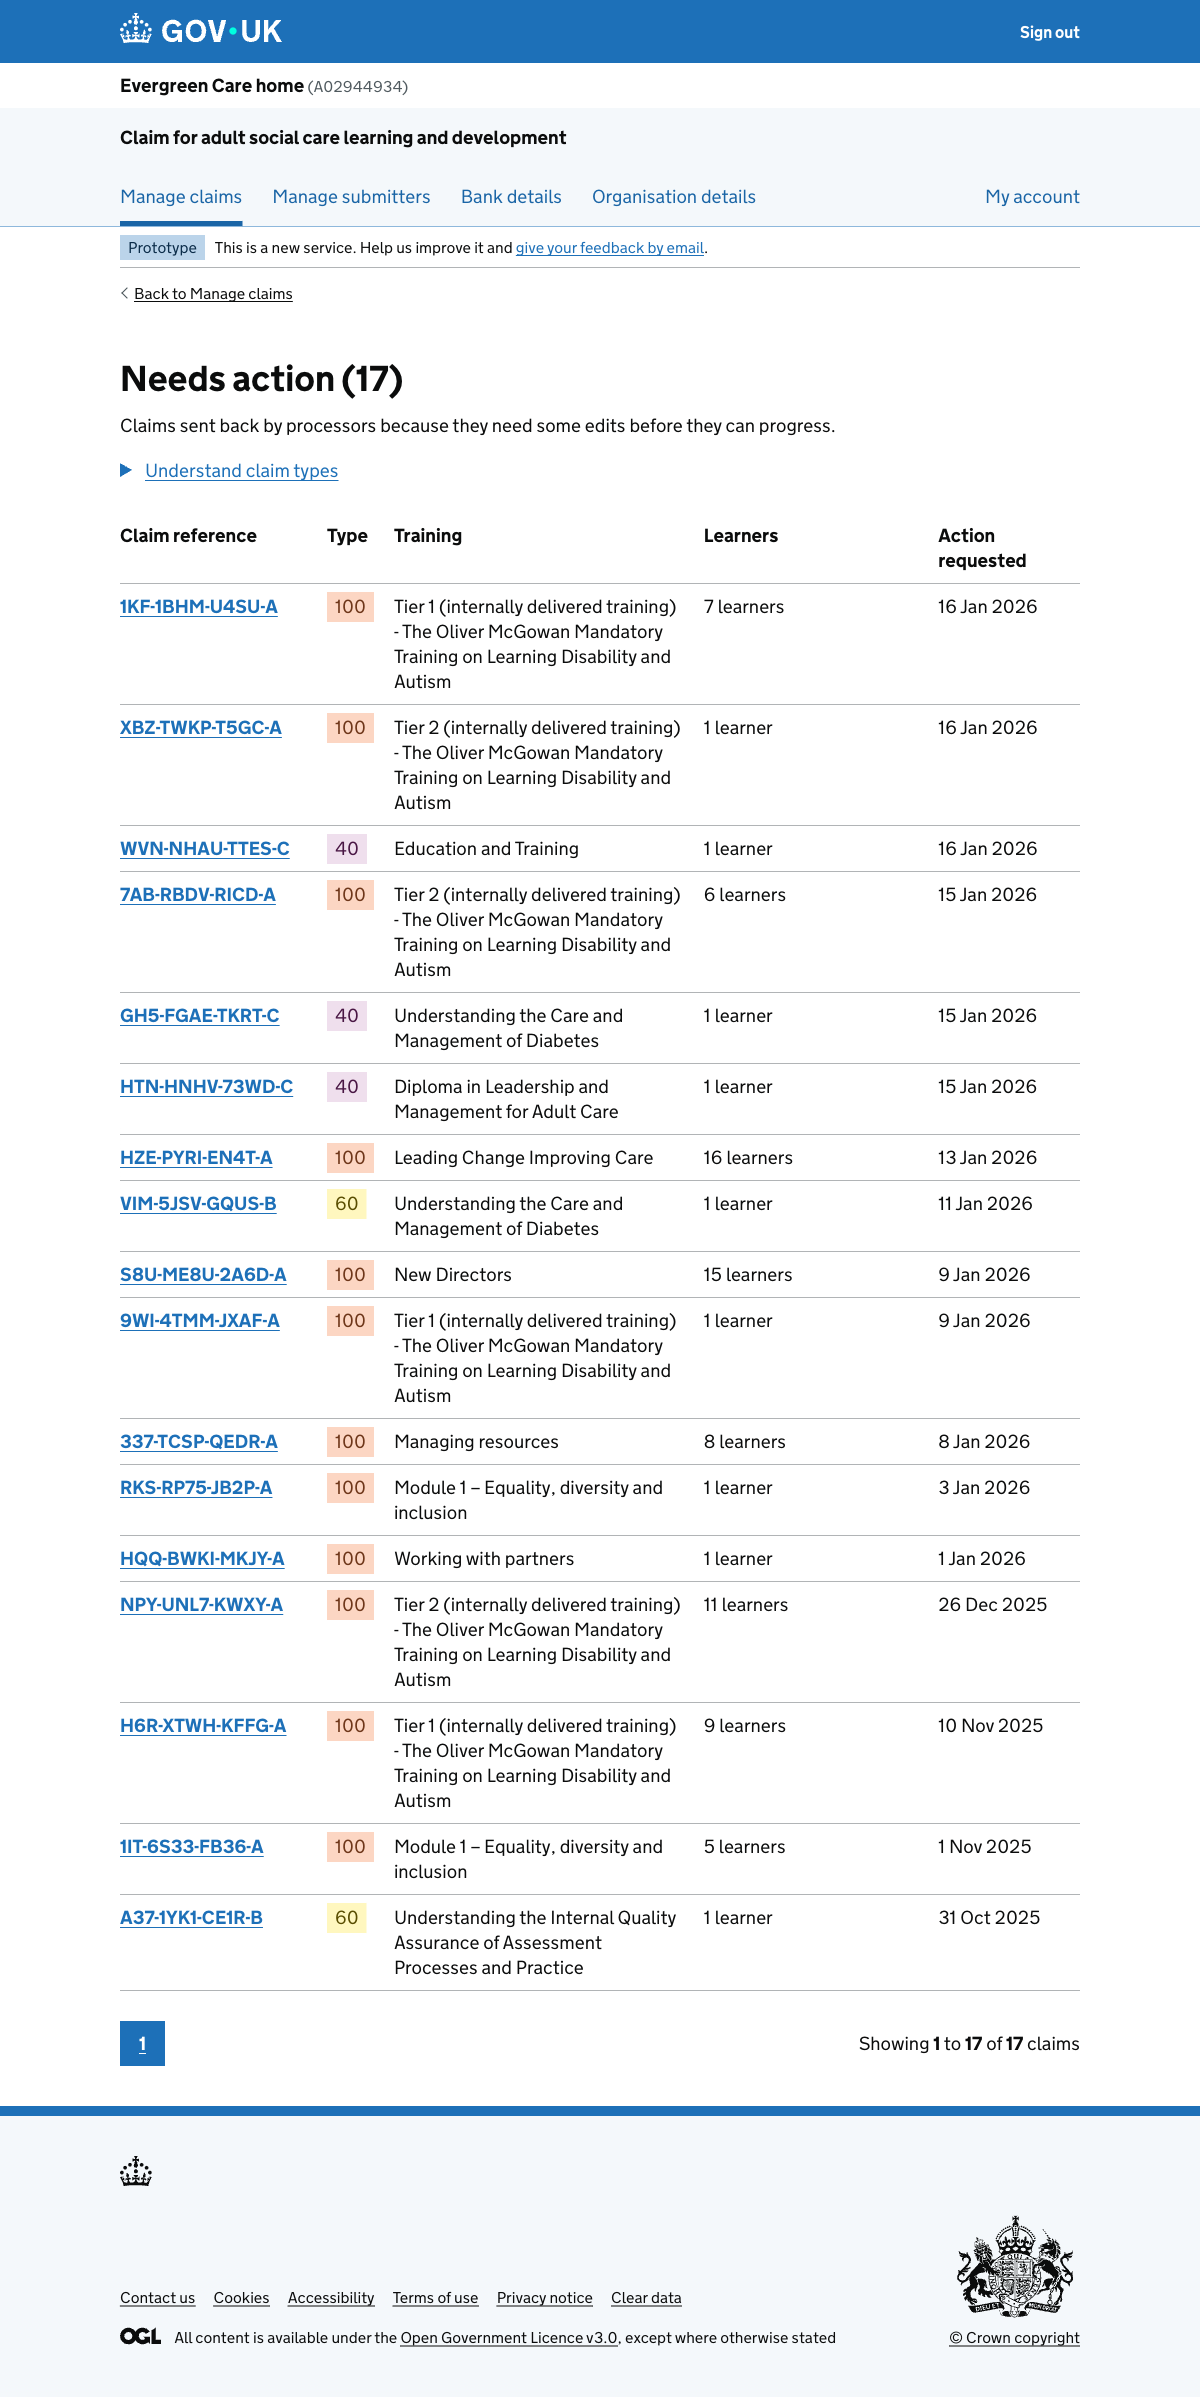 GOV·UK
Sign out
Evergreen Care home (A02944934)
Claim for adult social care learning and development
Manage claims Manage submitters Bank details Organisation details My account
Prototype This is a new service. Help us improve it and give your feedback by email.
Back to Manage claims
Needs action (17)
Claims sent back by processors because they need some edits before they can progress.
Understand claim types
Claim reference Type Training Learners Action
requested
1KF-1BHM-U4SU-A 100 Tier 1 (internally delivered training) 7 learners 16 Jan 2026
- The Oliver McGowan Mandatory
Training on Learning Disability and
Autism
XBZ-TWKP-T5GC-A 100 Tier 2 (internally delivered training) 1 learner 16 Jan 2026
- The Oliver McGowan Mandatory
Training on Learning Disability and
Autism
WVN-NHAU-TTES-C 40 Education and Training 1 learner 16 Jan 2026
7AB-RBDV-RICD-A 100 Tier 2 (internally delivered training) 6 learners 15 Jan 2026
- The Oliver McGowan Mandatory
Training on Learning Disability and
Autism
GH5-FGAE-TKRT-C 40 Understanding the Care and 1 learner 15 Jan 2026
Management of Diabetes
HTN-HNHV-73WD-C 40 Diploma in Leadership and 1 learner 15 Jan 2026
Management for Adult Care
HZE-PYRI-EN4T-A 100 Leading Change Improving Care 16 learners 13 Jan 2026
VIM-5JSV-GQUS-B 60 Understanding the Care and 1 learner 11 Jan 2026
Management of Diabetes
S8U-ME8U-2A6D-A 100 New Directors 15 learners 9 Jan 2026
9WI-4TMM-JXAF-A 100 Tier 1 (internally delivered training) 1 learner 9 Jan 2026
- The Oliver McGowan Mandatory
Training on Learning Disability and
Autism
337-TCSP-QEDR-A 100 Managing resources 8 learners 8 Jan 2026
RKS-RP75-JB2P-A 100 Module 1 – Equality, diversity and 1 learner 3 Jan 2026
inclusion
HQQ-BWKI-MKJY-A 100 Working with partners 1 learner 1 Jan 2026
NPY-UNL7-KWXY-A 100 Tier 2 (internally delivered training) 11 learners 26 Dec 2025
- The Oliver McGowan Mandatory
Training on Learning Disability and
Autism
H6R-XTWH-KFFG-A 100 Tier 1 (internally delivered training) 9 learners 10 Nov 2025
- The Oliver McGowan Mandatory
Training on Learning Disability and
Autism
1IT-6S33-FB36-A 100 Module 1 – Equality, diversity and 5 learners 1 Nov 2025
inclusion
A37-1YK1-CE1R-B 60 Understanding the Internal Quality 1 learner 31 Oct 2025
Assurance of Assessment
Processes and Practice
1 Showing 1 to 17 of 17 claims
Contact us Cookies Accessibility Terms of use Privacy notice Clear data
OGL All content is available under the Open Government Licence v3.0, except where otherwise stated
© Crown copyright